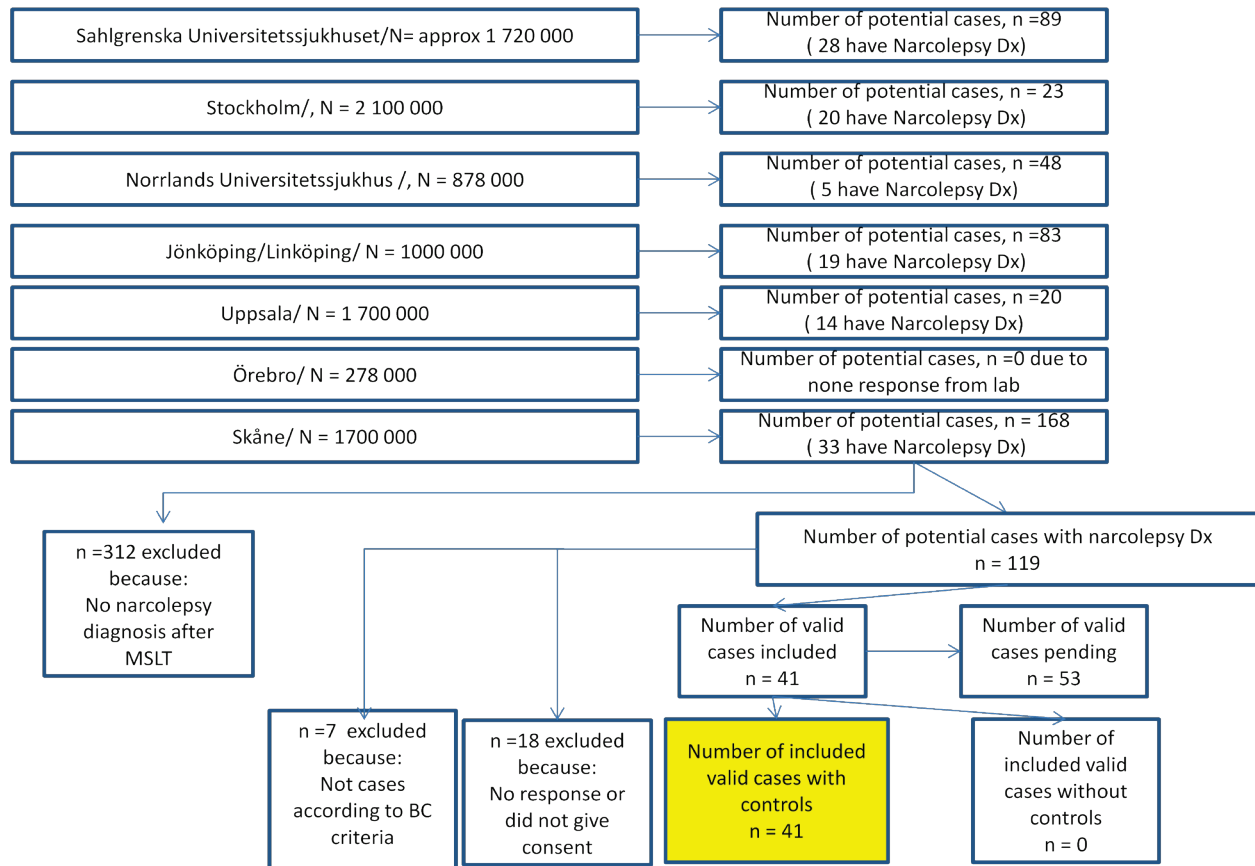 Sahlgrenska Universitetssjukhuset/N= approx 1 720 000
Number of potential cases, n =89
( 28 have Narcolepsy Dx)
Stockholm/, N = 2 100 000
Number of potential cases, n = 23
( 20 have Narcolepsy Dx)
Norrlands Universitetssjukhus /, N = 878 000
Number of potential cases, n =48
( 5 have Narcolepsy Dx)
Jönköping/Linköping/ N = 1000 000
Number of potential cases, n =83
( 19 have Narcolepsy Dx)
Uppsala/ N = 1 700 000
Number of potential cases, n =20
( 14 have Narcolepsy Dx)
Örebro/ N = 278 000
Number of potential cases, n =0 due to
none response from lab
Skåne/ N = 1700 000
Number of potential cases, n = 168
( 33 have Narcolepsy Dx)
n =312 excluded
because:
No narcolepsy
diagnosis after
MSLT
Number of potential cases with narcolepsy Dx
n = 119
Number of valid
cases included
n = 41
Number of valid
cases pending
n = 53
n =7 excluded
because:
Not cases
according to BC
criteria
n =18 excluded
because:
No response or
did not give
consent
Number of included
valid cases with
controls
n = 41
Number of
included valid
cases without
controls
n = 0